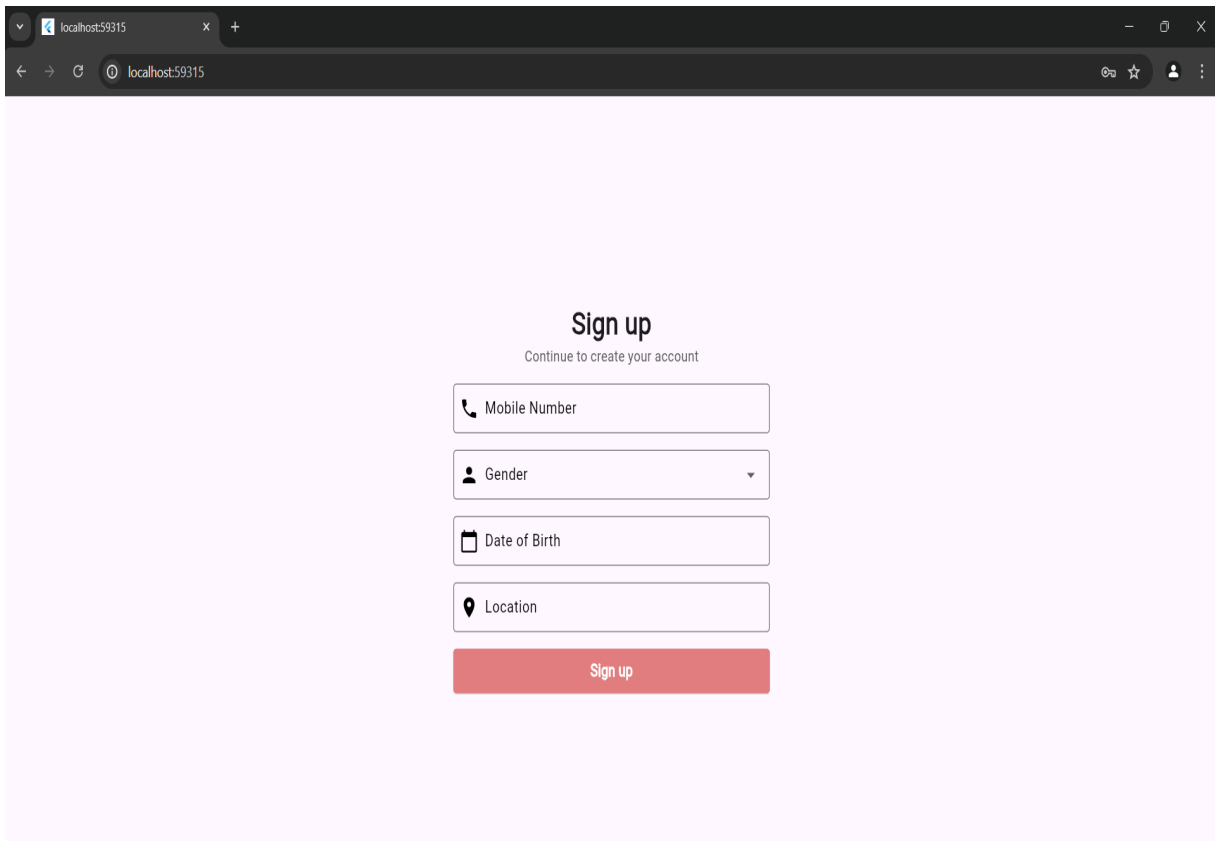 localhost:59315
localhost:59315
Sign up
Continue to create your account
Mobile Number
Gender
Date of Birth
Location
Sign up